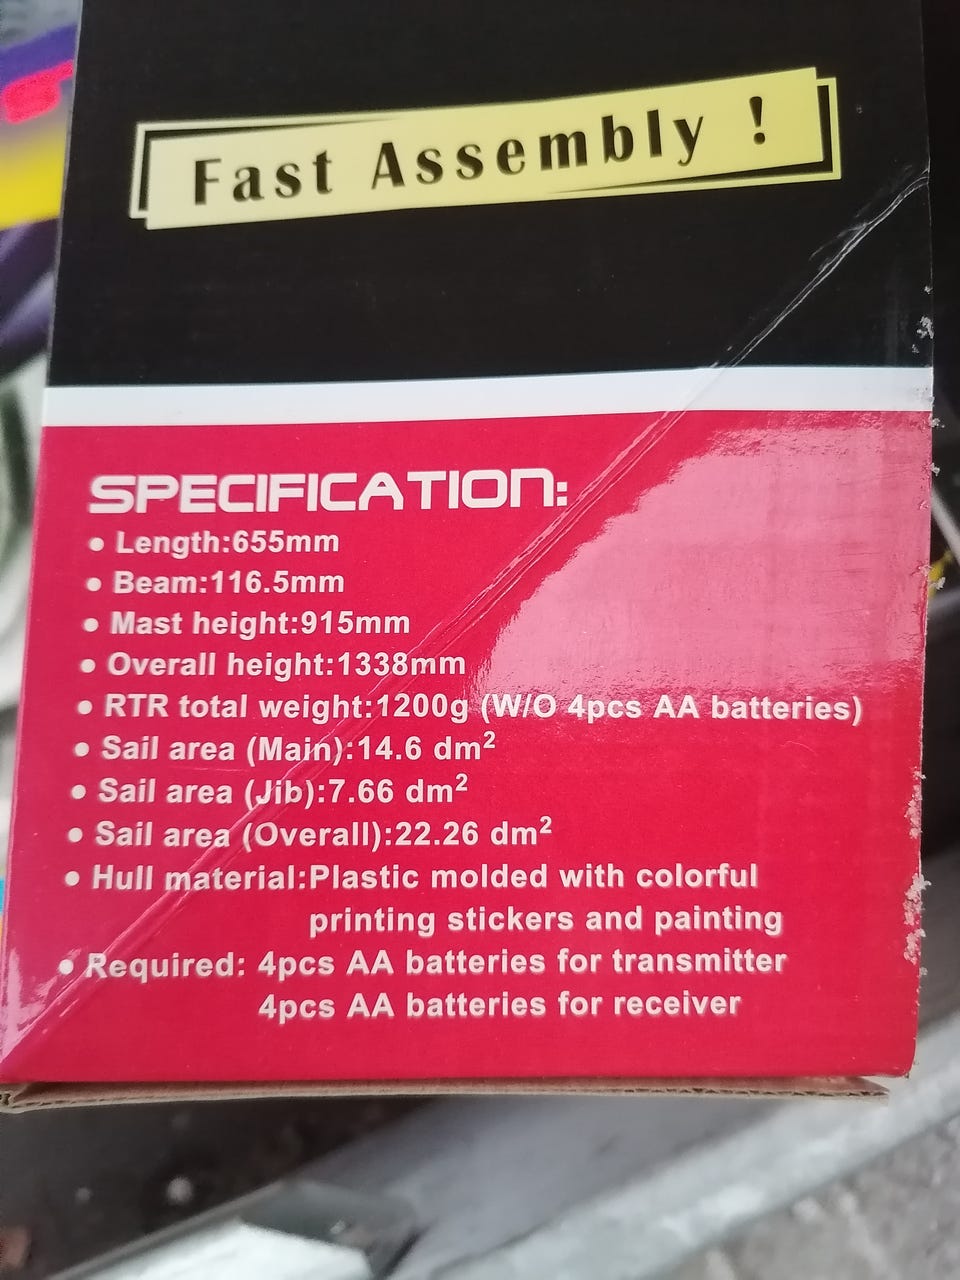 Fast Assembly !
SPECIFICATION:
• Length:655mm
• Beam:116.5mm
• Mast height:915mm
• Overall height:1338mm
• RTR total weight:1200g (W/O 4pcs AA batteries)
• Sail area (Main):14.6 dm²
• Sail area (Jib):7.66 dm²
• Sail area (Overall):22.26 dm²
• Hull material:Plastic molded with colorful
printing stickers and painting
• Required: 4pcs AA batteries for transmitter
4pcs AA batteries for receiver